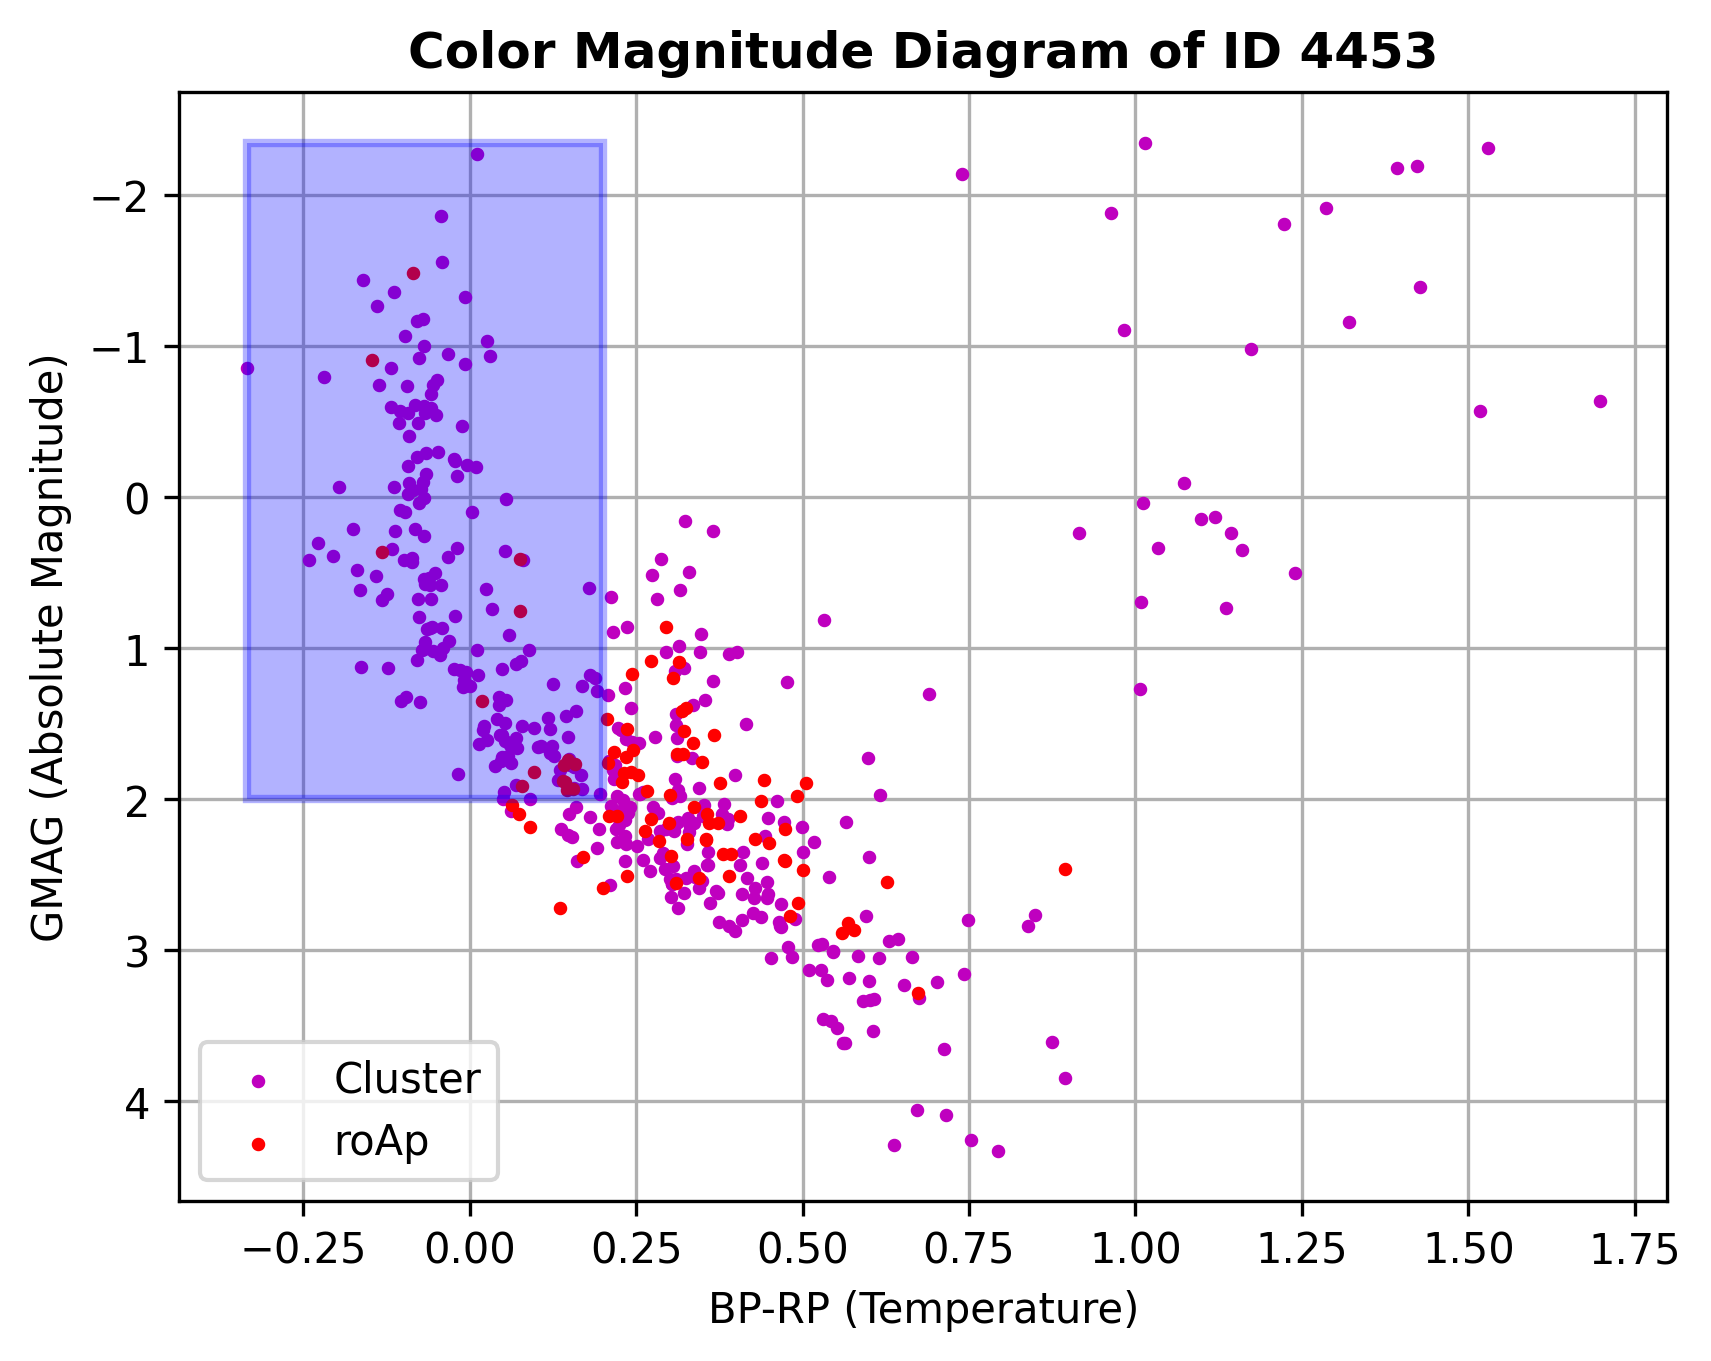 Color Magnitude Diagram of ID 4453
GMAG (Absolute Magnitude)
−2
−1
0
1
2
3
4
Cluster
roAp
−0.25 0.00 0.25 0.50 0.75 1.00 1.25 1.50 1.75
BP-RP (Temperature)